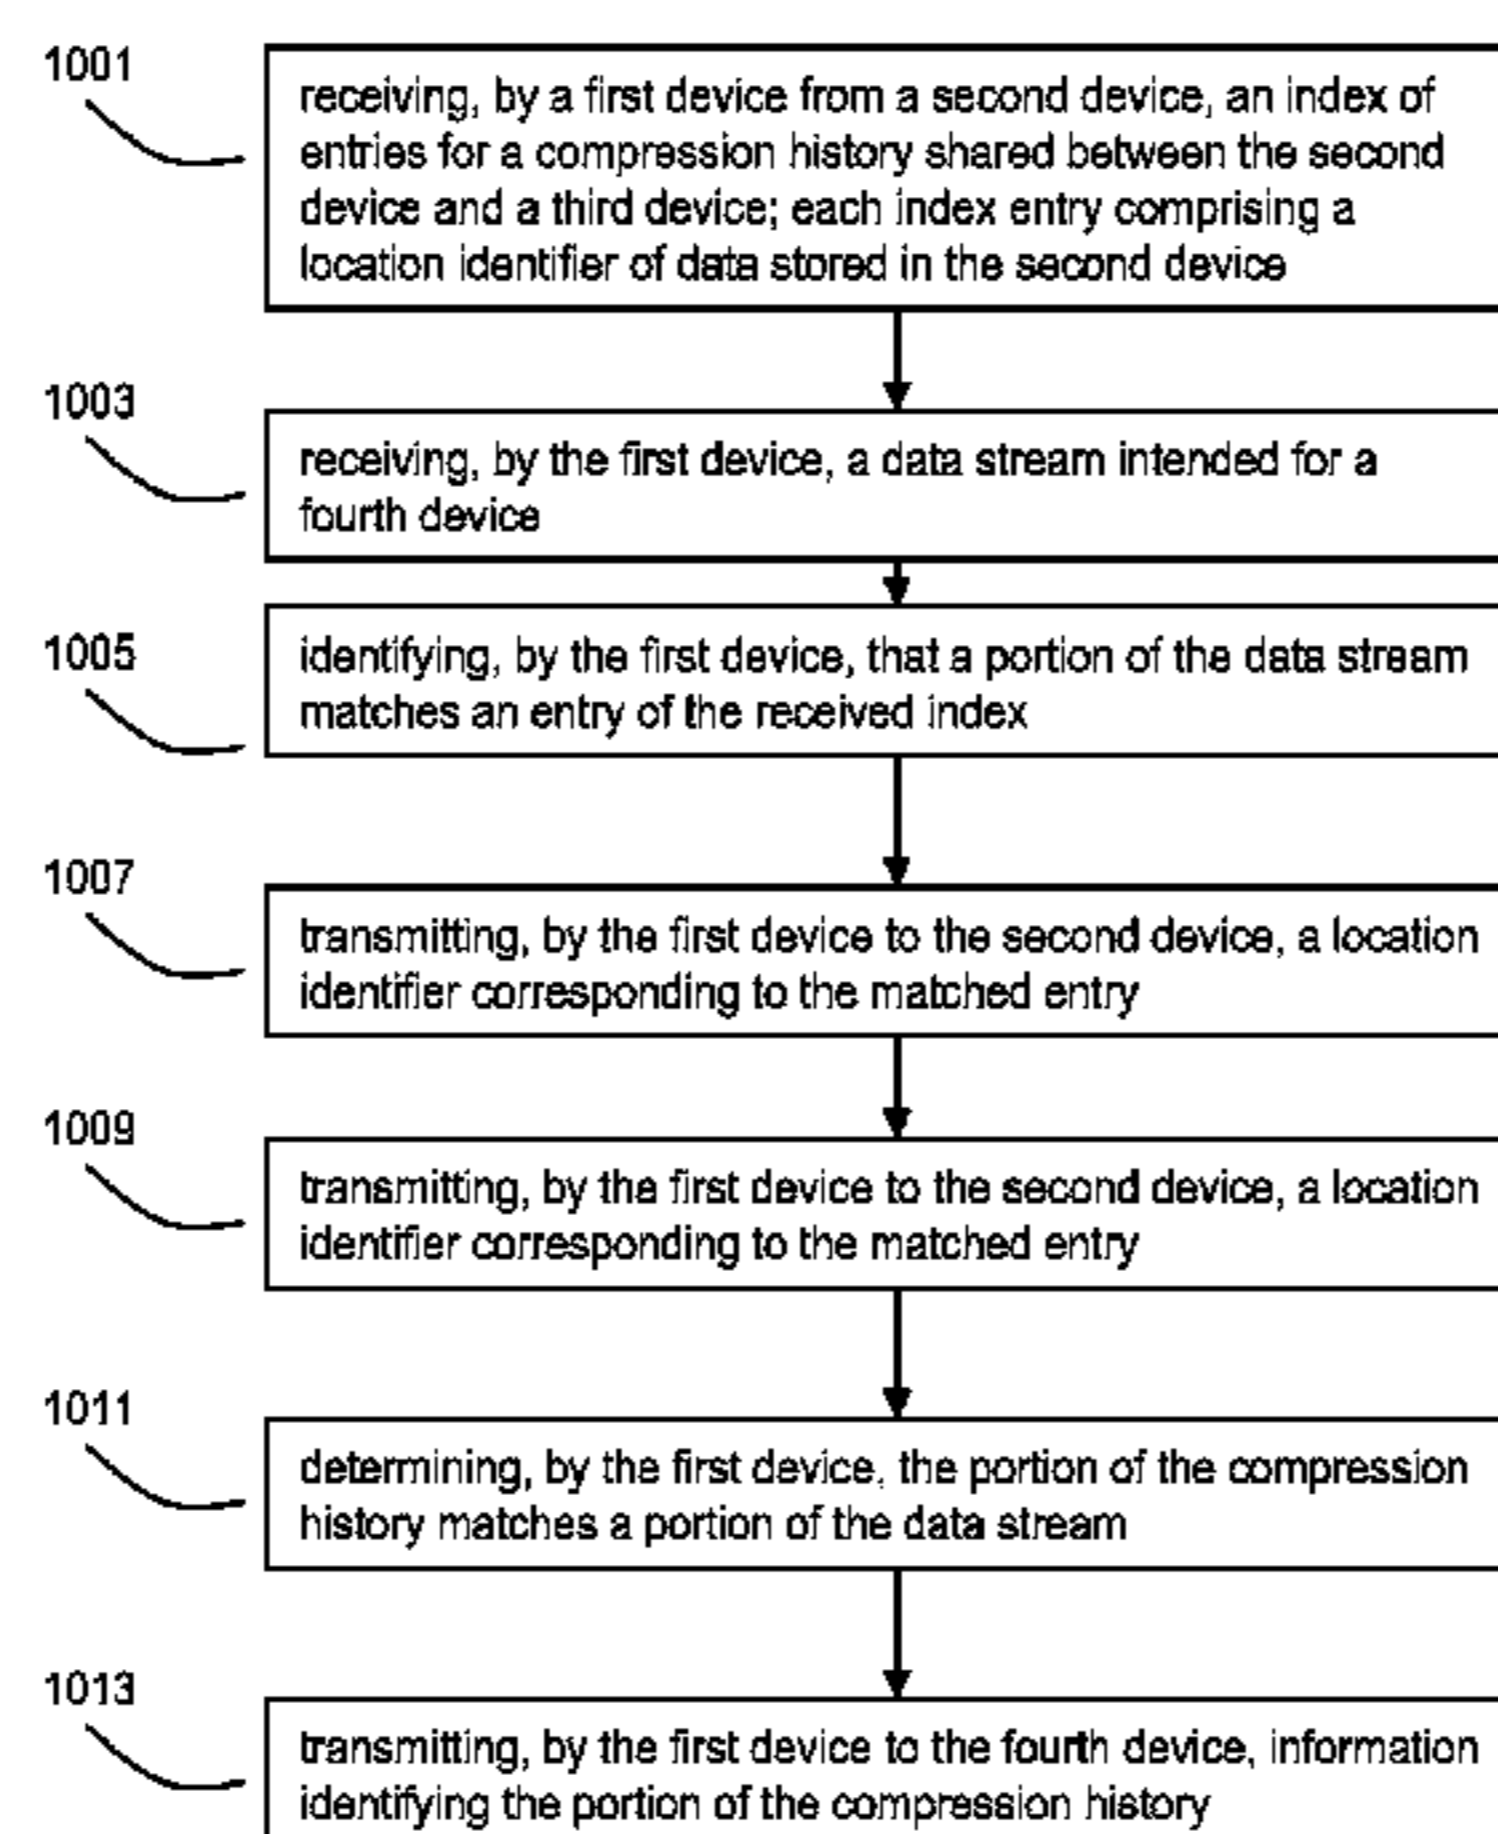 1001
receiving, by a first device from a second device, an index of
entries for a compression history shared between the second
device and a third device; each index entry comprising a
location identifier of data stored in the second device
1003
receiving, by the first device, a data stream intended for a
fourth device
1005
identifying, by the first device, that a portion of the data stream
matches an entry of the received index
1007
transmitting, by the first device to the second device, a location
identifier corresponding to the matched entry
1009
transmitting, by the first device to the second device, a location
identifier corresponding to the matched entry
1011
determining, by the first device, the portion of the compression
history matches a portion of the data stream
1013
transmitting, by the first device to the fourth device, information
identifying the portion of the compression history